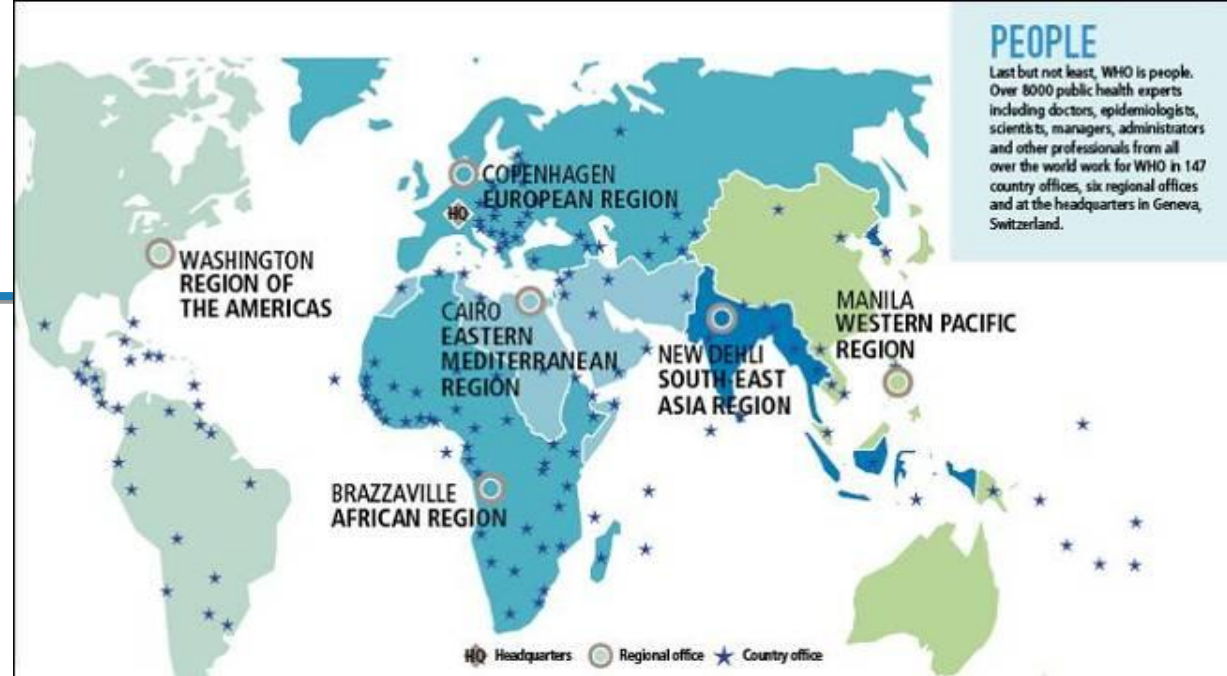 PEOPLE
Last but not least, WHO is people.
Over 8000 public health experts
including doctors, epidemiologists,
scientists, managers, administrators
and other professionals from all
over the world work for WHO in 147
country offices, six regional offices
and at the headquarters in Geneva,
Switzerland.
COPENHAGEN
EUROPEAN REGION
HQ
WASHINGTON
REGION OF
THE AMERICAS
CAIRO
EASTERN
MEDITERRANEAN
REGION
NEW DEHLI
SOUTH-EAST
ASIA REGION
MANILA
WESTERN PACIFIC
REGION
BRAZZAVILLE
AFRICAN REGION
HQ Headquarters Regional office Country office